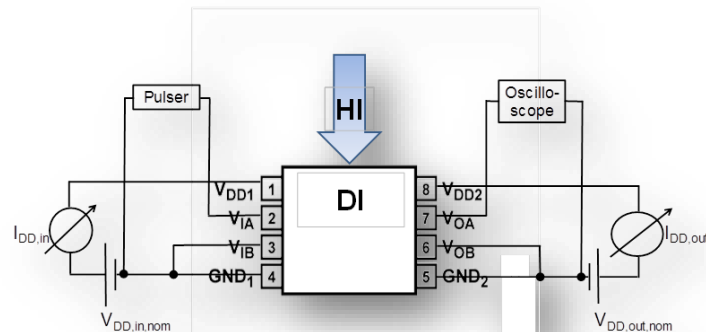 Pulser
HI
Oscillo-
scope
DI
V_DD1 1
V_IA 2
V_IB 3
GND_1 4
8 V_DD2
7 V_OA
6 V_OB
5 GND_2
I_DD,in
V_DD,in,nom
I_DD,out
V_DD,out,nom